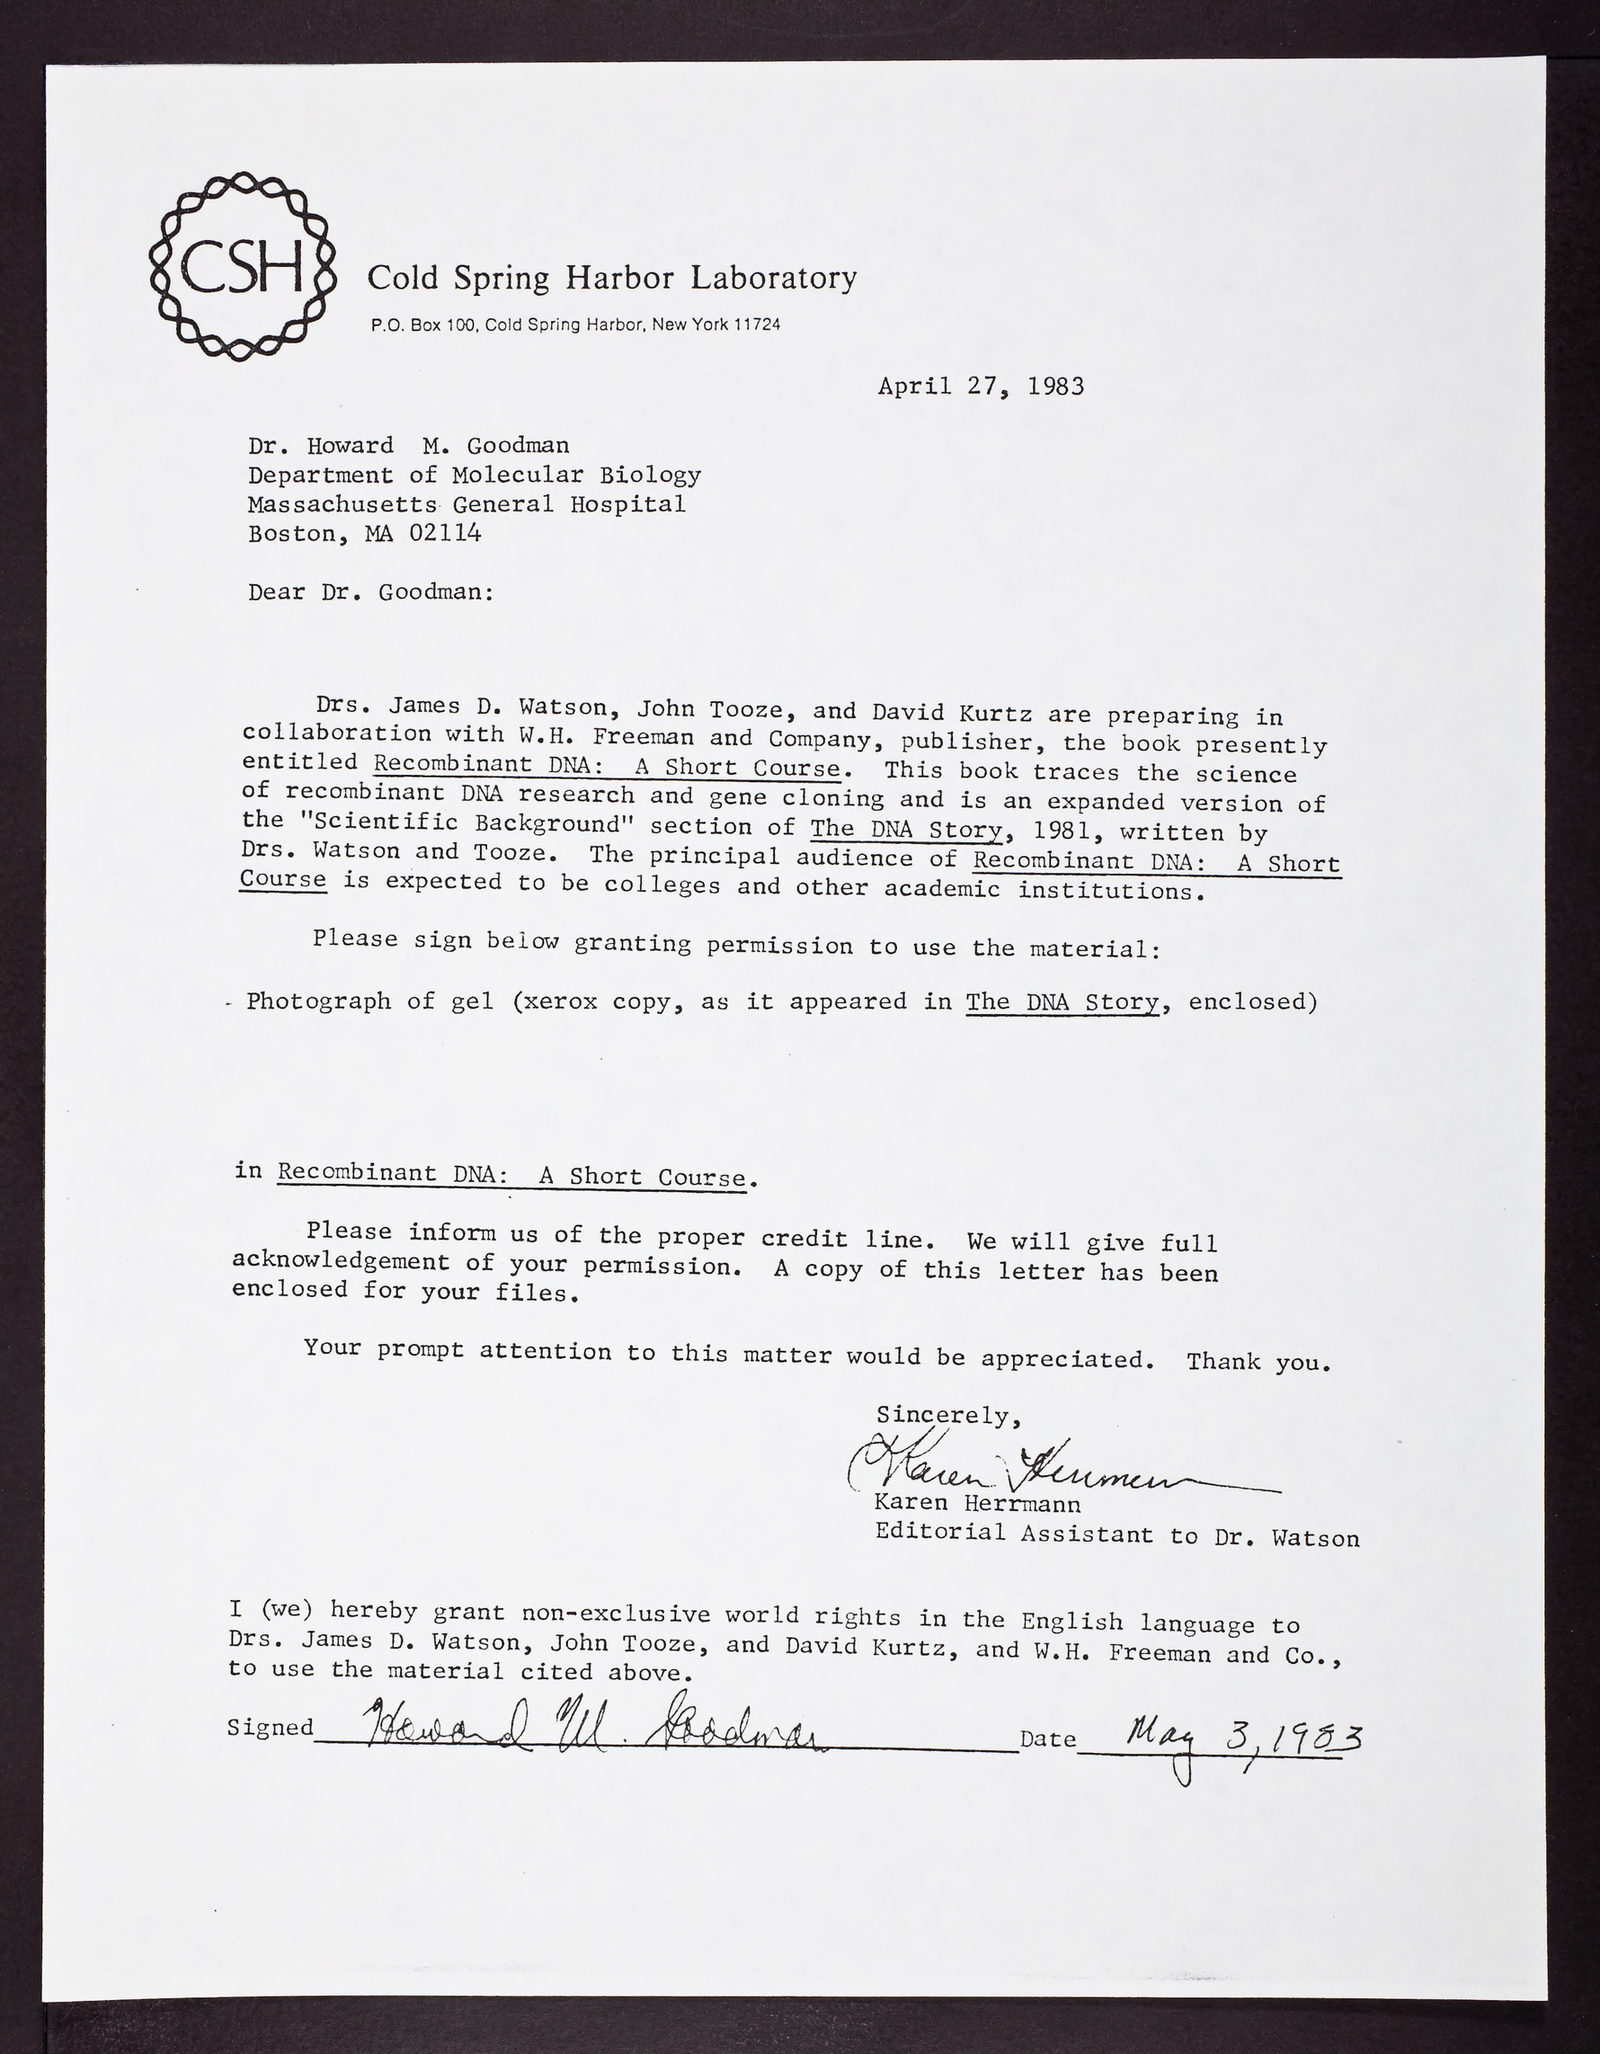 CSH
Cold Spring Harbor Laboratory
P.O. Box 100, Cold Spring Harbor, New York 11724
April 27, 1983
Dr. Howard M. Goodman
Department of Molecular Biology
Massachusetts General Hospital
Boston, MA 02114
Dear Dr. Goodman:
Drs. James D. Watson, John Tooze, and David Kurtz are preparing in
collaboration with W.H. Freeman and Company, publisher, the book presently
entitled Recombinant DNA: A Short Course. This book traces the science
of recombinant DNA research and gene cloning and is an expanded version of
the "Scientific Background" section of The DNA Story, 1981, written by
Drs. Watson and Tooze. The principal audience of Recombinant DNA: A Short
Course is expected to be colleges and other academic institutions.
Please sign below granting permission to use the material:
- Photograph of gel (xerox copy, as it appeared in The DNA Story, enclosed)
in Recombinant DNA: A Short Course.
Please inform us of the proper credit line. We will give full
acknowledgement of your permission. A copy of this letter has been
enclosed for your files.
Your prompt attention to this matter would be appreciated. Thank you.
Sincerely,
Karen Herrmann
Karen Herrmann
Editorial Assistant to Dr. Watson
I (we) hereby grant non-exclusive world rights in the English language to
Drs. James D. Watson, John Tooze, and David Kurtz, and W.H. Freeman and Co.,
to use the material cited above.
Signed Howard M. Goodman Date May 3, 1983